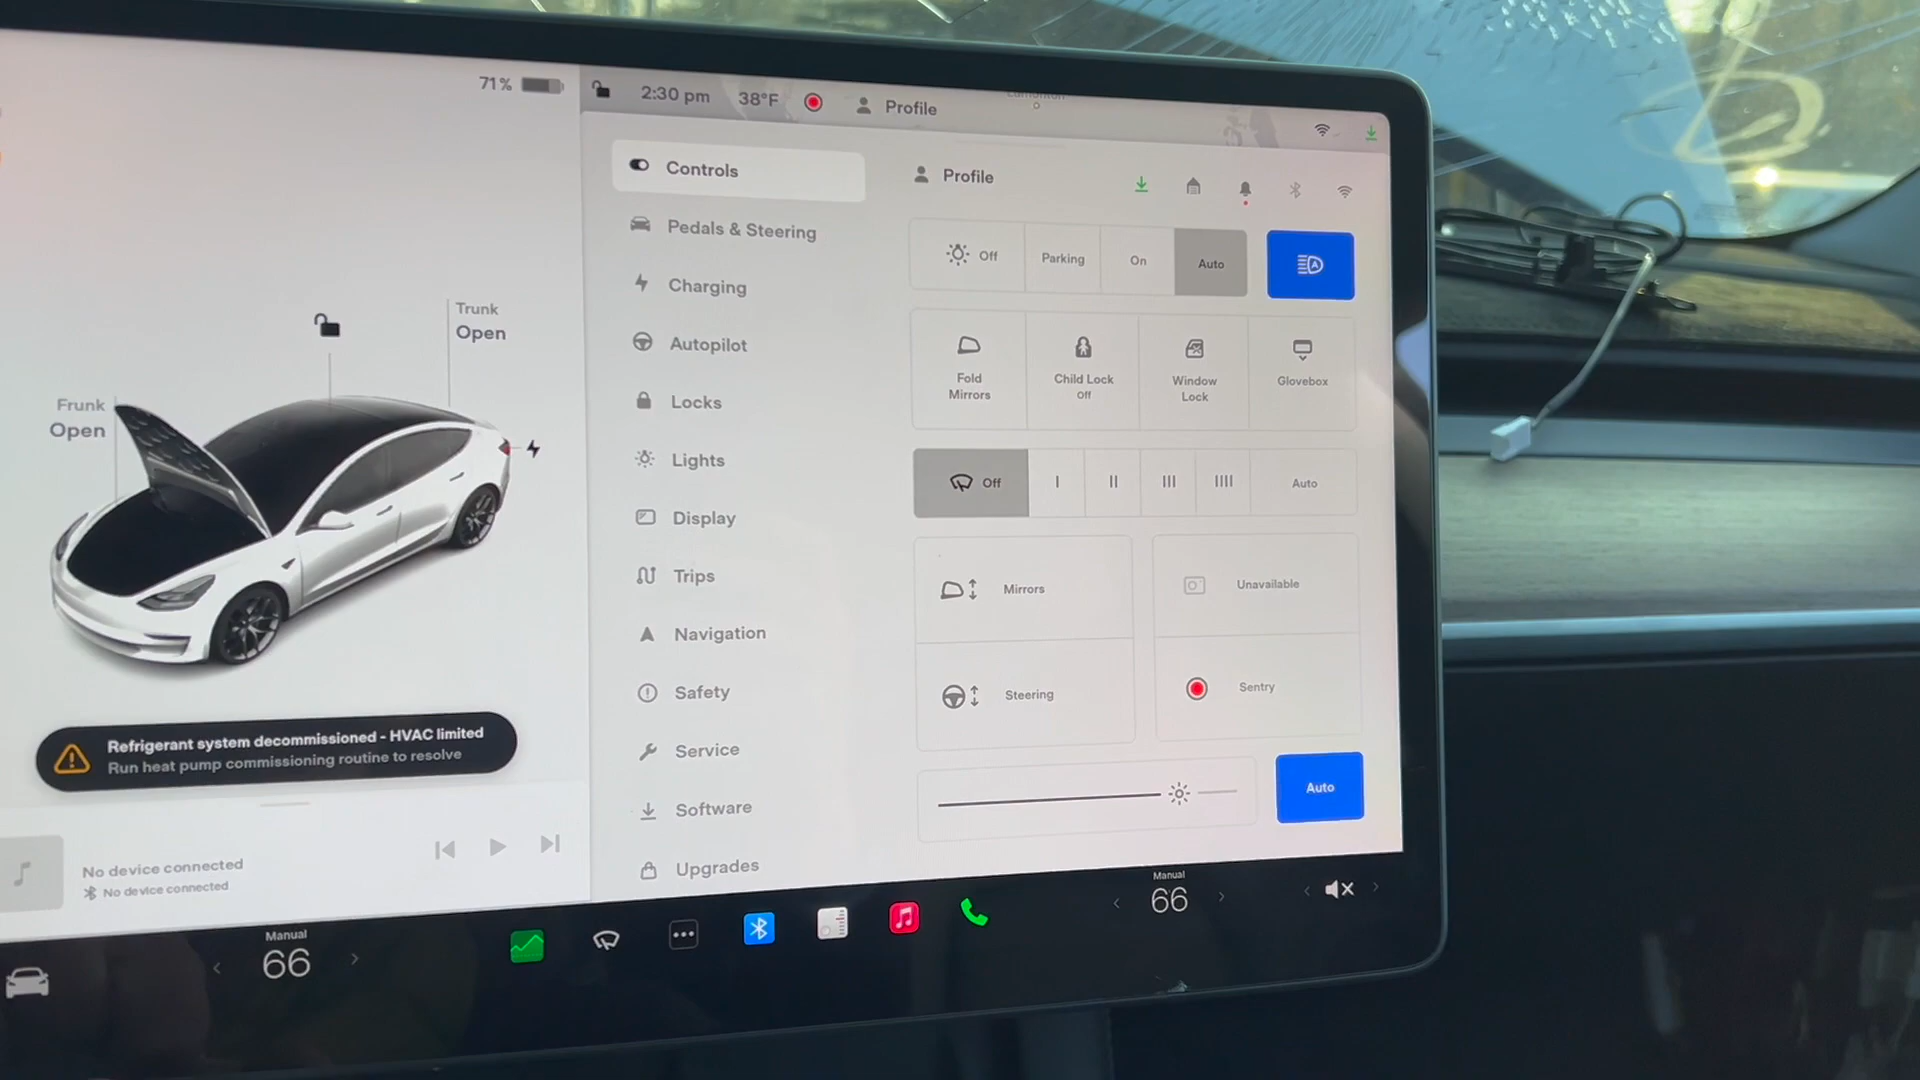 71%
2:30 pm
38°F
Profile
Edmonton
Controls
Pedals & Steering
Charging
Autopilot
Locks
Lights
Display
Trips
Navigation
Safety
Service
Software
Upgrades
Profile
Off
Parking
On
Auto
Fold
Mirrors
Child Lock
Off
Window
Lock
Glovebox
Off
I
II
III
IIII
Auto
Mirrors
Unavailable
Steering
Sentry
Auto
Trunk
Open
Frunk
Open
Refrigerant system decommissioned - HVAC limited
Run heat pump commissioning routine to resolve
No device connected
No device connected
Manual
66
Manual
66